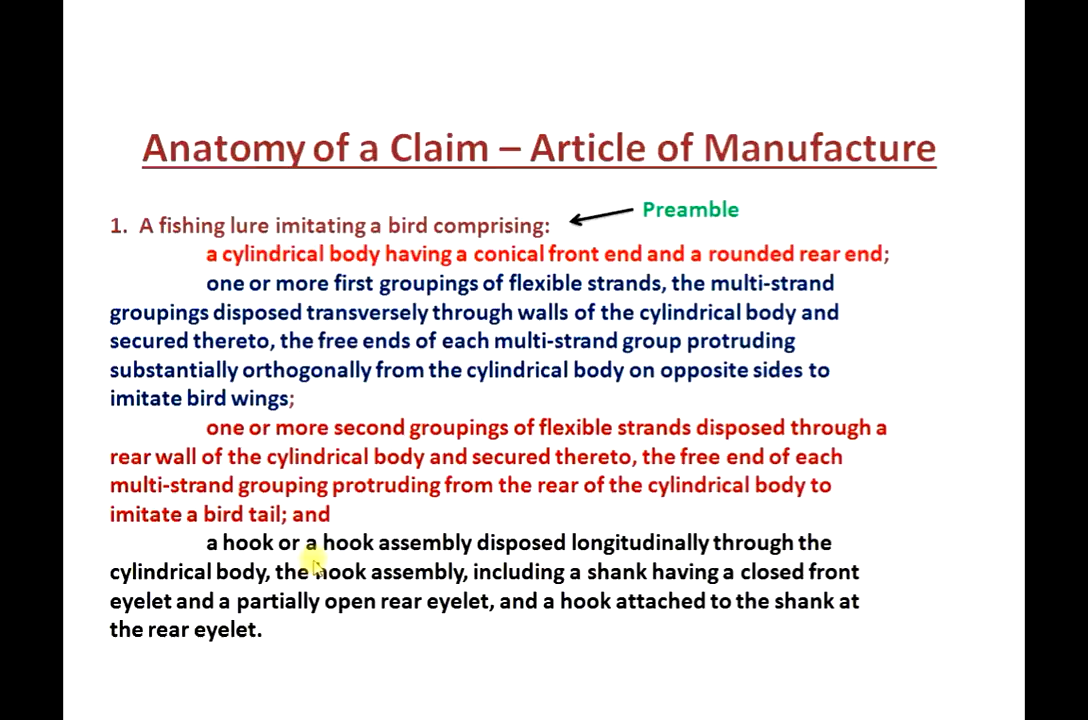 Anatomy of a Claim – Article of Manufacture
Preamble
1. A fishing lure imitating a bird comprising:
a cylindrical body having a conical front end and a rounded rear end;
one or more first groupings of flexible strands, the multi-strand
groupings disposed transversely through walls of the cylindrical body and
secured thereto, the free ends of each multi-strand group protruding
substantially orthogonally from the cylindrical body on opposite sides to
imitate bird wings;
one or more second groupings of flexible strands disposed through a
rear wall of the cylindrical body and secured thereto, the free end of each
multi-strand grouping protruding from the rear of the cylindrical body to
imitate a bird tail; and
a hook or a hook assembly disposed longitudinally through the
cylindrical body, the hook assembly, including a shank having a closed front
eyelet and a partially open rear eyelet, and a hook attached to the shank at
the rear eyelet.